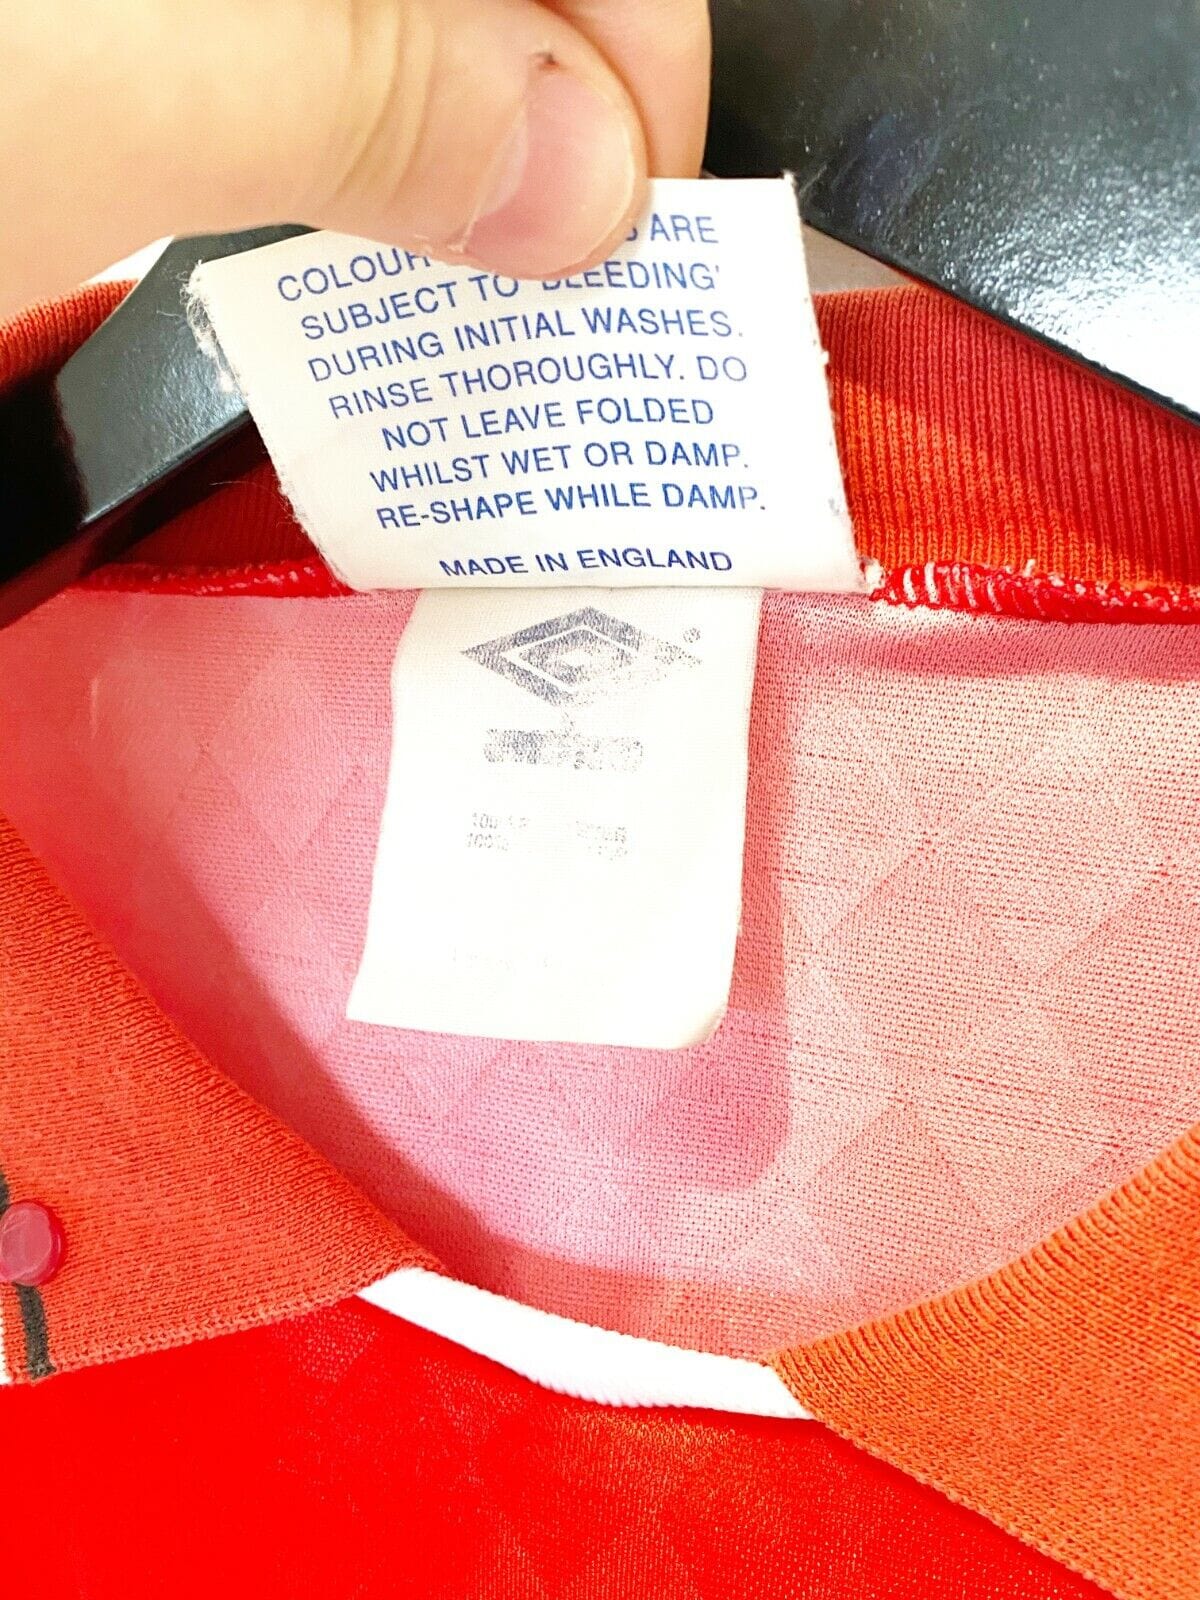 ARE
SUBJECT TO BLEEDING'
DURING INITIAL WASHES.
RINSE THOROUGHLY. DO
NOT LEAVE FOLDED
WHILST WET OR DAMP.
RE-SHAPE WHILE DAMP.
MADE IN ENGLAND
®